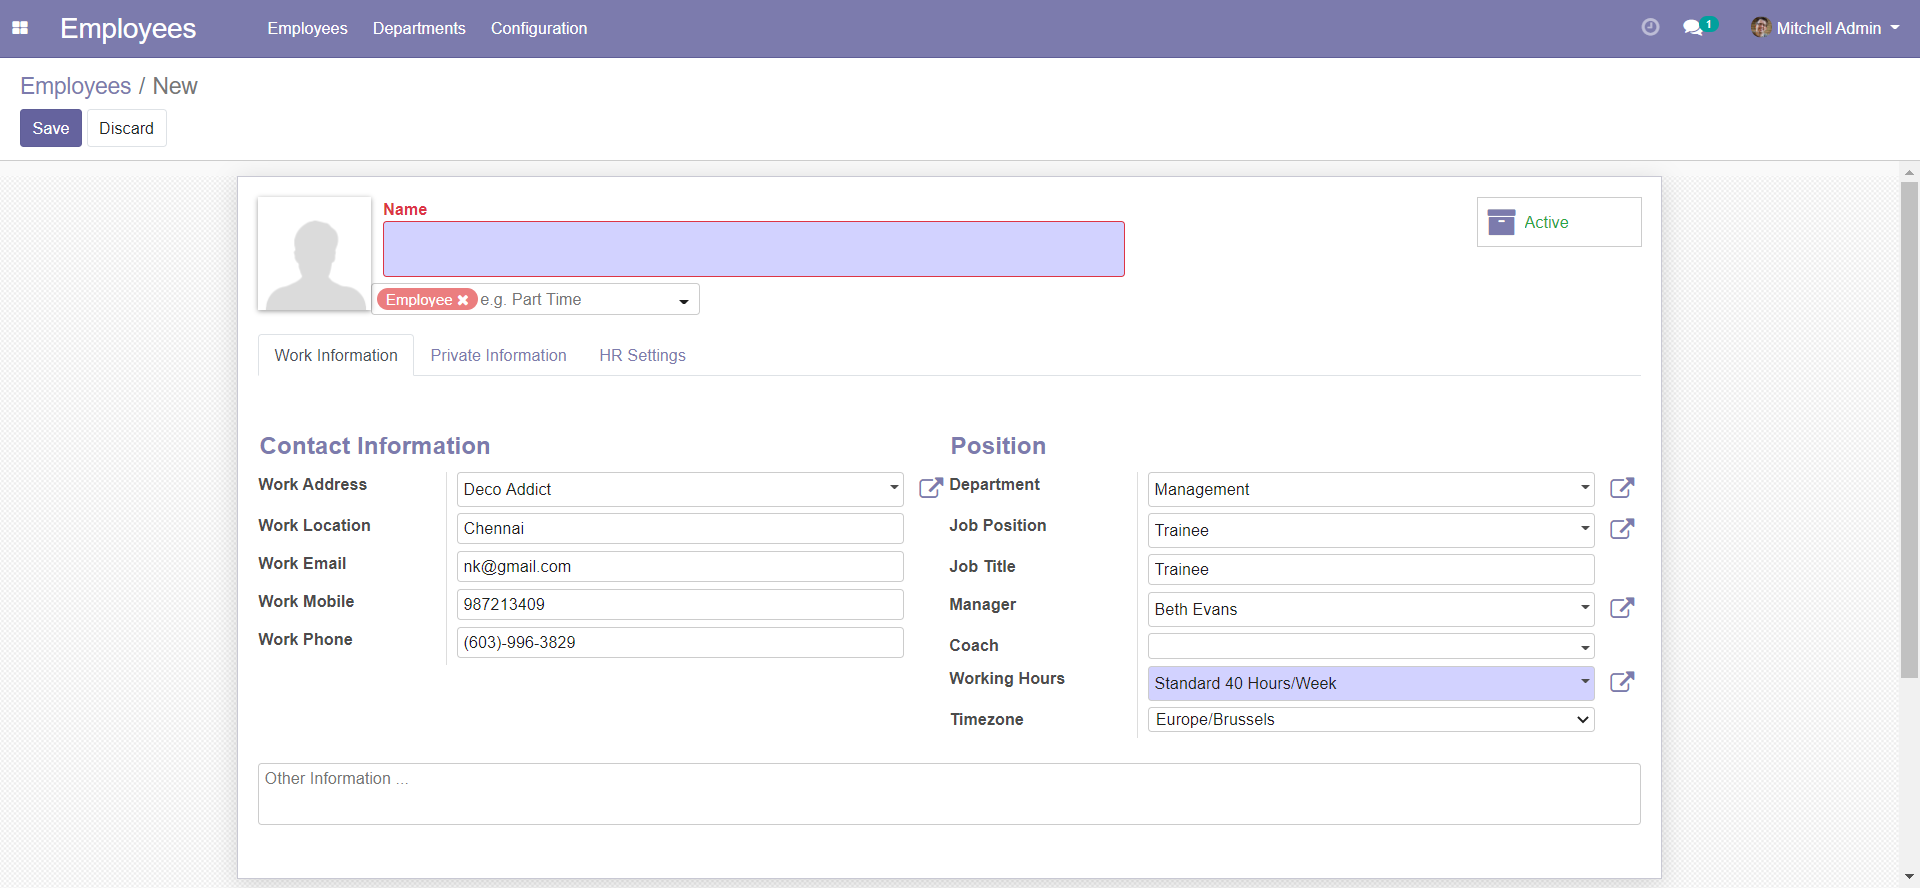 Employees Employees Departments Configuration 1 Mitchell Admin
Employees / New
Save Discard
Name
Active
Employee e.g. Part Time
Work Information Private Information HR Settings
Contact Information
Work Address Deco Addict
Work Location Chennai
Work Email nk@gmail.com
Work Mobile 987213409
Work Phone (603)-996-3829
Position
Department Management
Job Position Trainee
Job Title Trainee
Manager Beth Evans
Coach
Working Hours Standard 40 Hours/Week
Timezone Europe/Brussels
Other Information ...